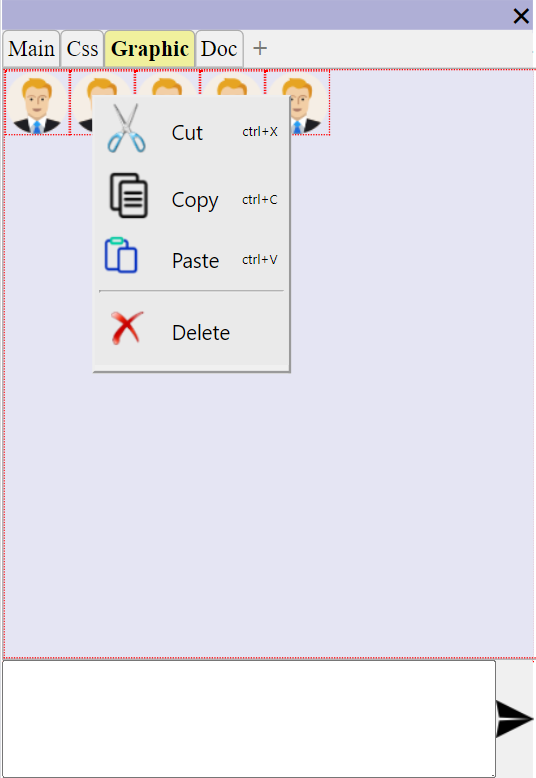 Main Css Graphic Doc +
Cut ctrl+X
Copy ctrl+C
Paste ctrl+V
Delete